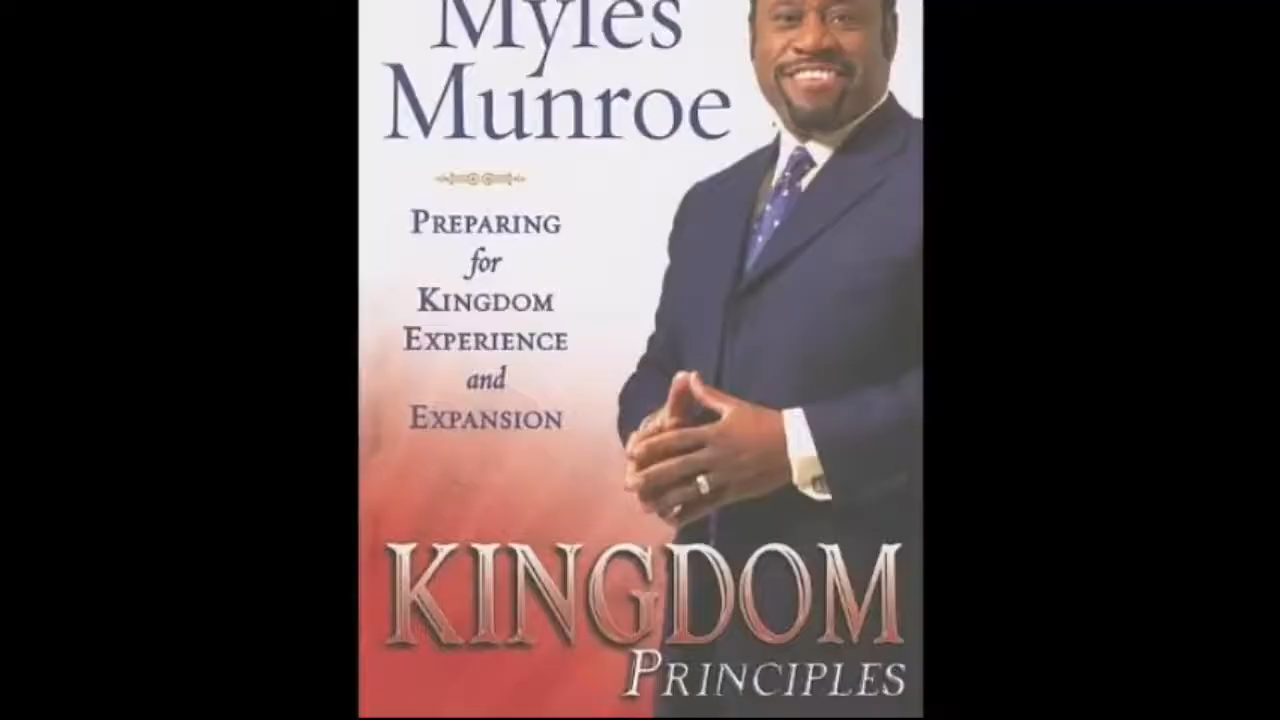 Myles
Munroe
PREPARING
for
KINGDOM
EXPERIENCE
and
EXPANSION
KINGDOM
PRINCIPLES